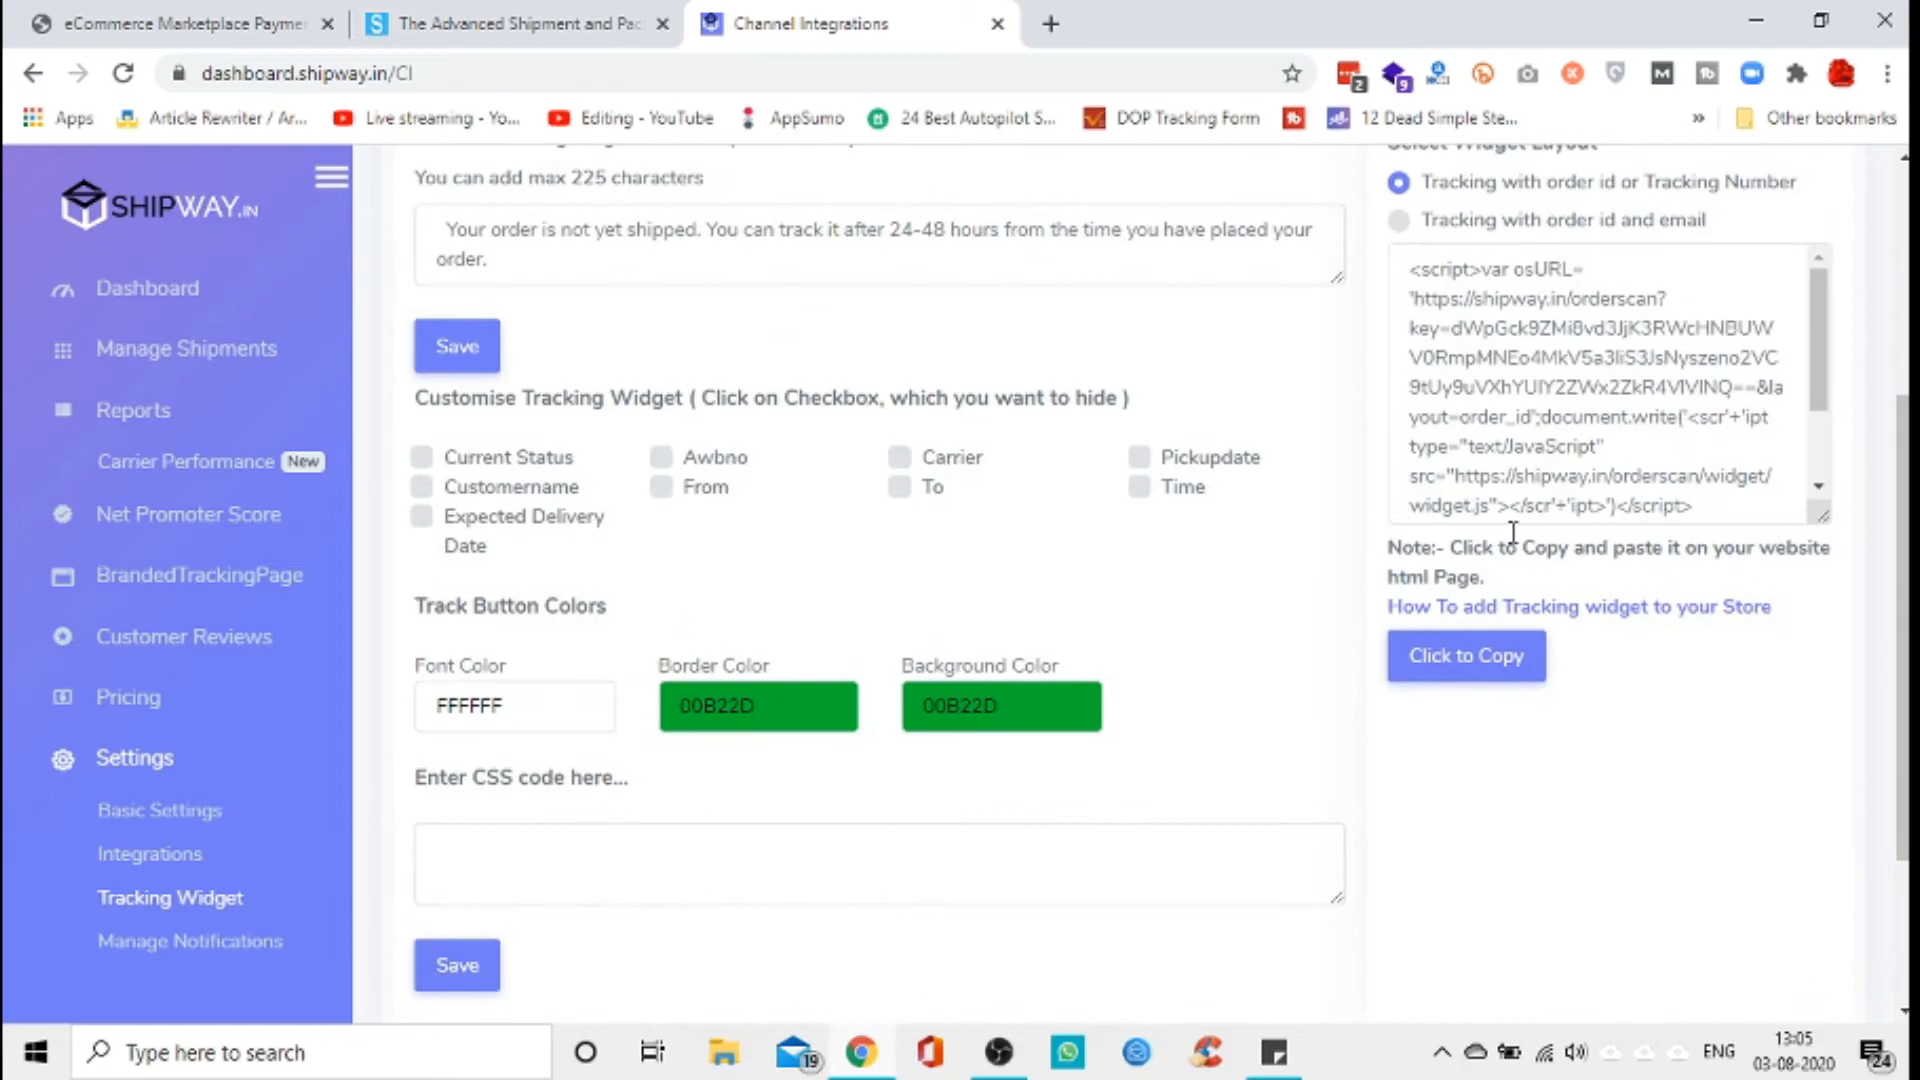 eCommerce Marketplace Payme
The Advanced Shipment and Pac
Channel Integrations
dashboard.shipway.in/CI
2
9
Apps
Article Rewriter / Ar...
Live streaming - Yo...
Editing - YouTube
AppSumo
24 Best Autopilot S...
DOP Tracking Form
12 Dead Simple Ste...
»
Other bookmarks
SHIPWAY.IN
Dashboard
Manage Shipments
Reports
Carrier Performance New
Net Promoter Score
BrandedTrackingPage
Customer Reviews
Pricing
Settings
Basic Settings
Integrations
Tracking Widget
Manage Notifications
You can add max 225 characters
Your order is not yet shipped. You can track it after 24-48 hours from the time you have placed your
order.
Save
Customise Tracking Widget ( Click on Checkbox, which you want to hide )
Current Status
Awbno
Carrier
Pickupdate
Customername
From
To
Time
Expected Delivery
Date
Track Button Colors
Font Color
Border Color
Background Color
FFFFFF
00B22D
00B22D
Enter CSS code here...
Save
Select Widget Layout
Tracking with order id or Tracking Number
Tracking with order id and email
<script>var osURL=
'https://shipway.in/orderscan?
key=dWpGck9ZMi8vd3JjK3RWcHNBUW
V0RmpMNEo4MkV5a3liS3JsNyszeno2VC
9tUy9uVXhYUlY2ZWx2ZkR4VlVINQ==&la
yout=order_id';document.write('<scr'+'ipt
type="text/JavaScript"
src="https://shipway.in/orderscan/widget/
widget.js"></scr'+'ipt>')</script>
Note:- Click to Copy and paste it on your website
html Page.
How To add Tracking widget to your Store
Click to Copy
Type here to search
19
ENG
13:05
03-08-2020
24